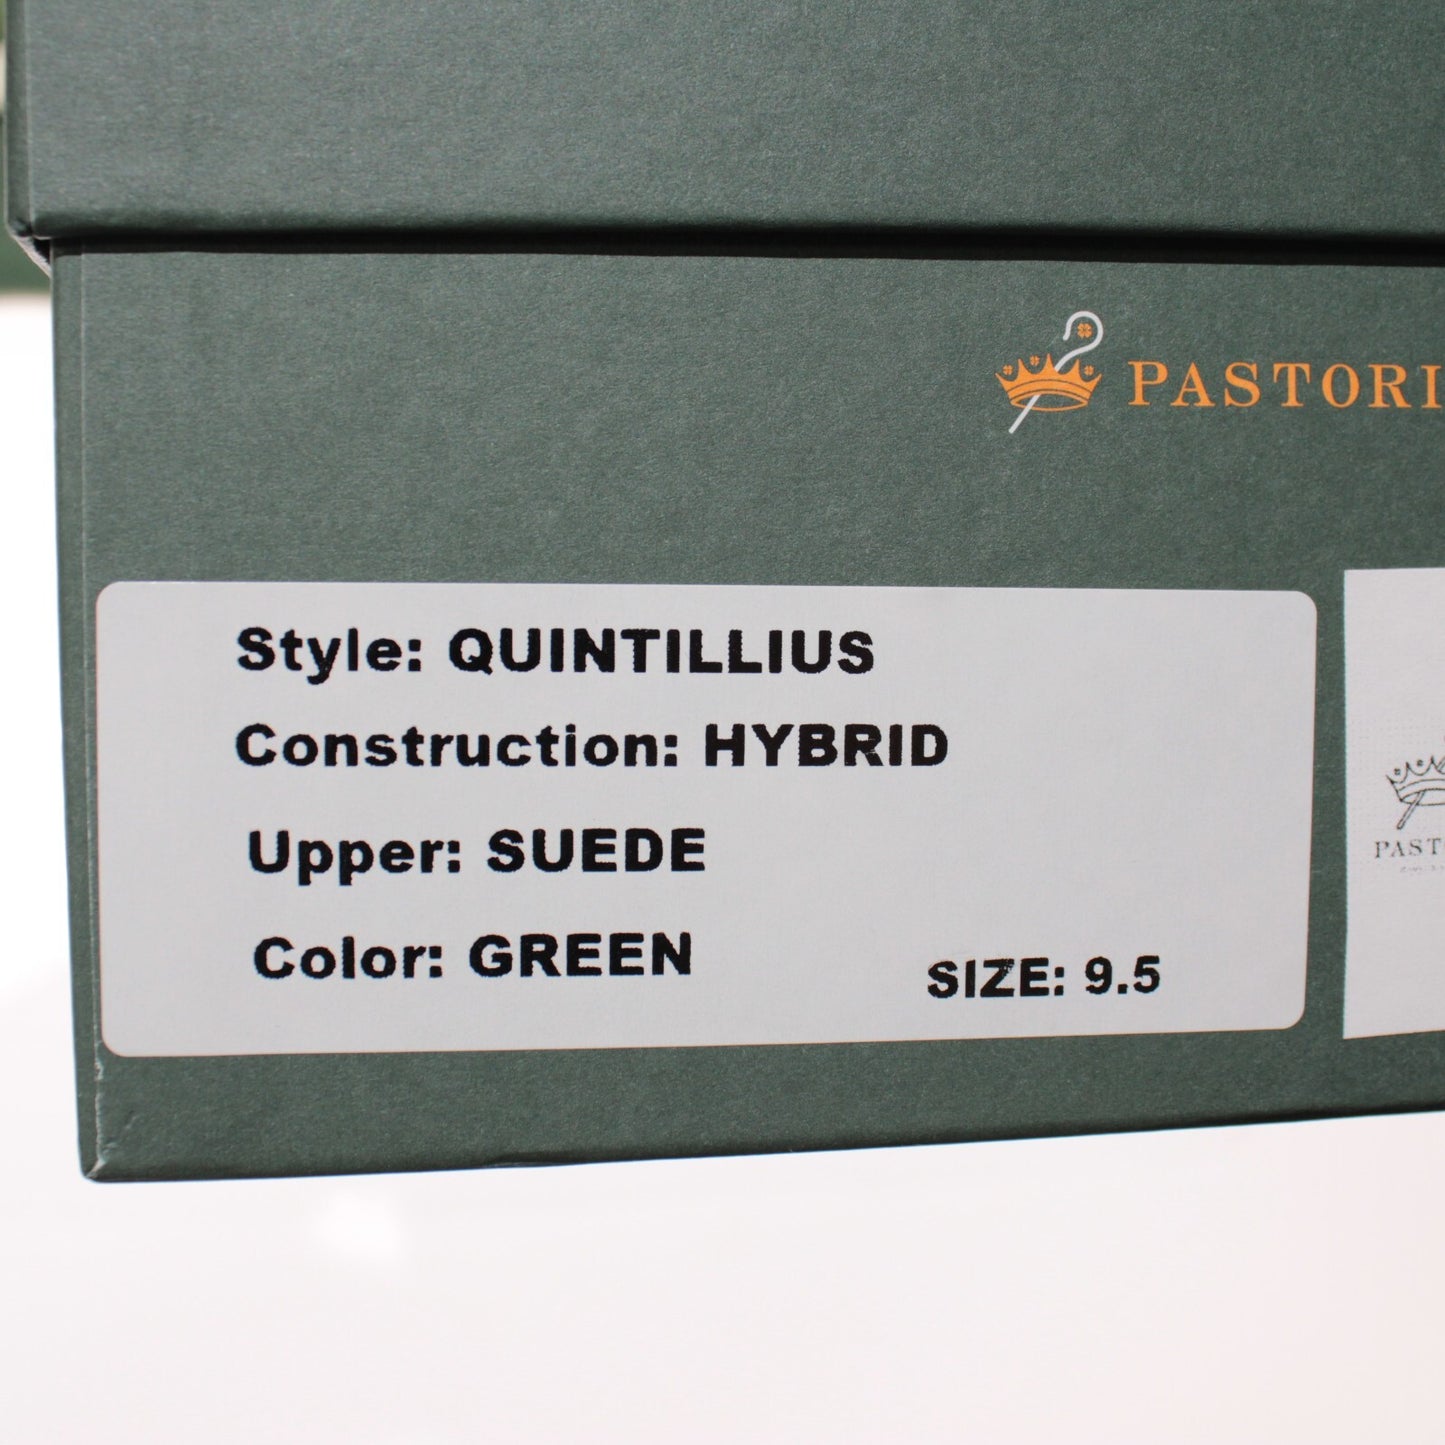 PASTORI
Style: QUINTILLIUS
Construction: HYBRID
Upper: SUEDE
Color: GREEN
SIZE: 9.5
PAST